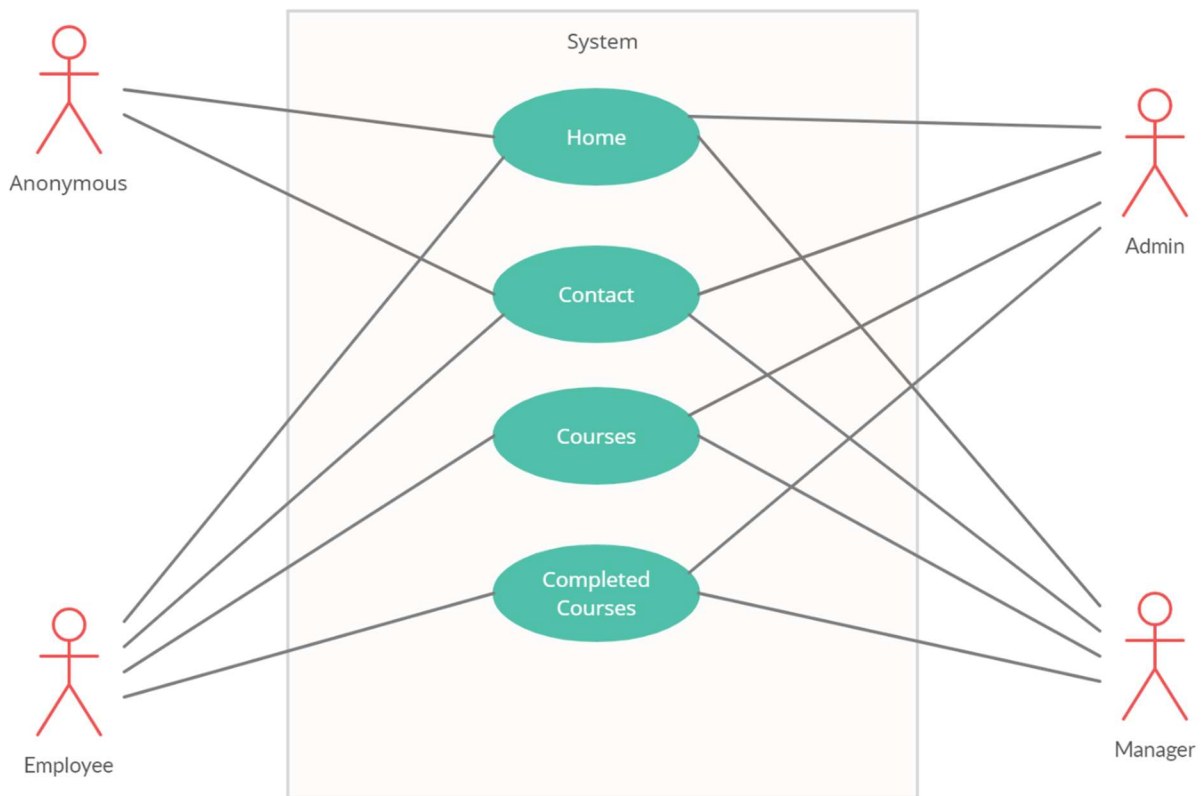 System
Home
Anonymous
Admin
Contact
Courses
Completed
Courses
Employee
Manager